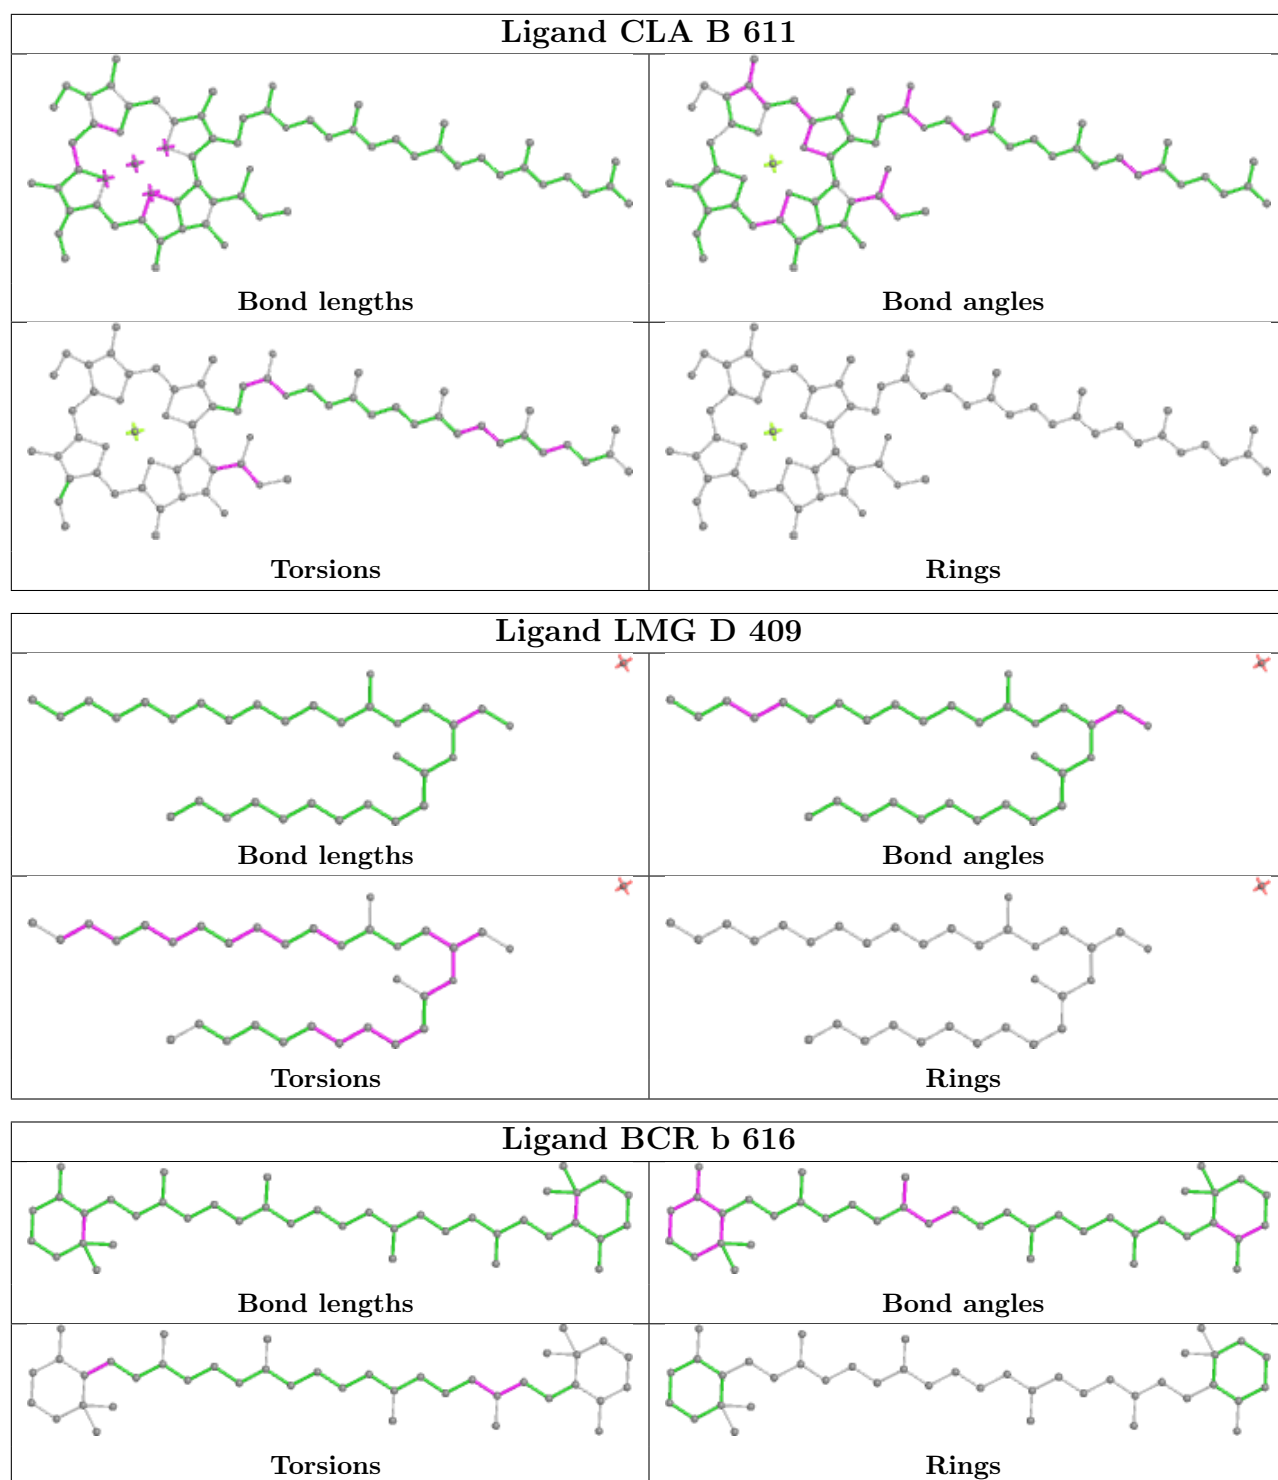 Ligand CLA B 611
Bond lengths
Bond angles
Torsions
Rings
Ligand LMG D 409
Bond lengths
Bond angles
Torsions
Rings
Ligand BCR b 616
Bond lengths
Bond angles
Torsions
Rings